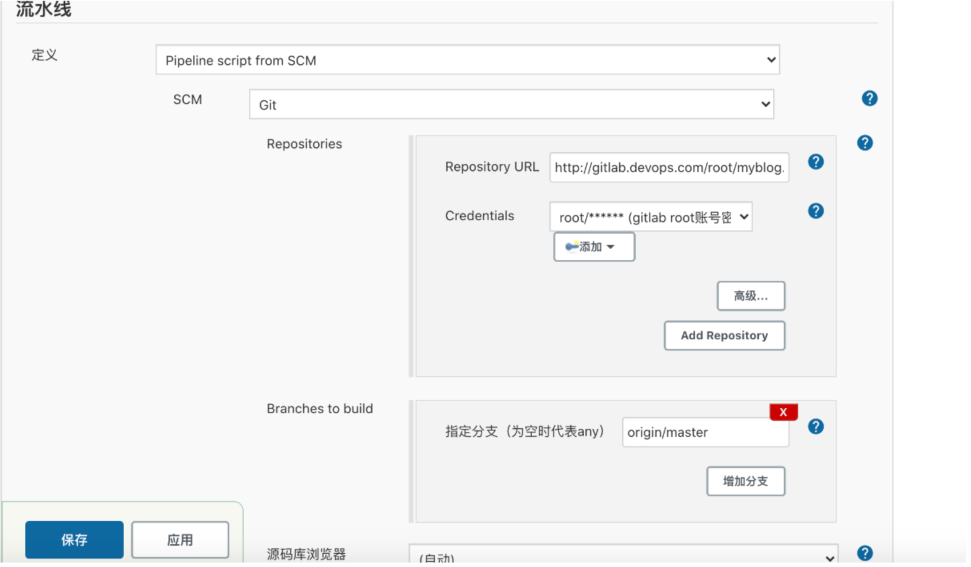 流水线
定义
Pipeline script from SCM
SCM
Git
Repositories
Repository URL
http://gitlab.devops.com/root/myblog.
Credentials
root/****** (gitlab root账号密
添加
高级...
Add Repository
Branches to build
X
指定分支（为空时代表any）
origin/master
增加分支
保存
应用
源码库浏览器
(自动)